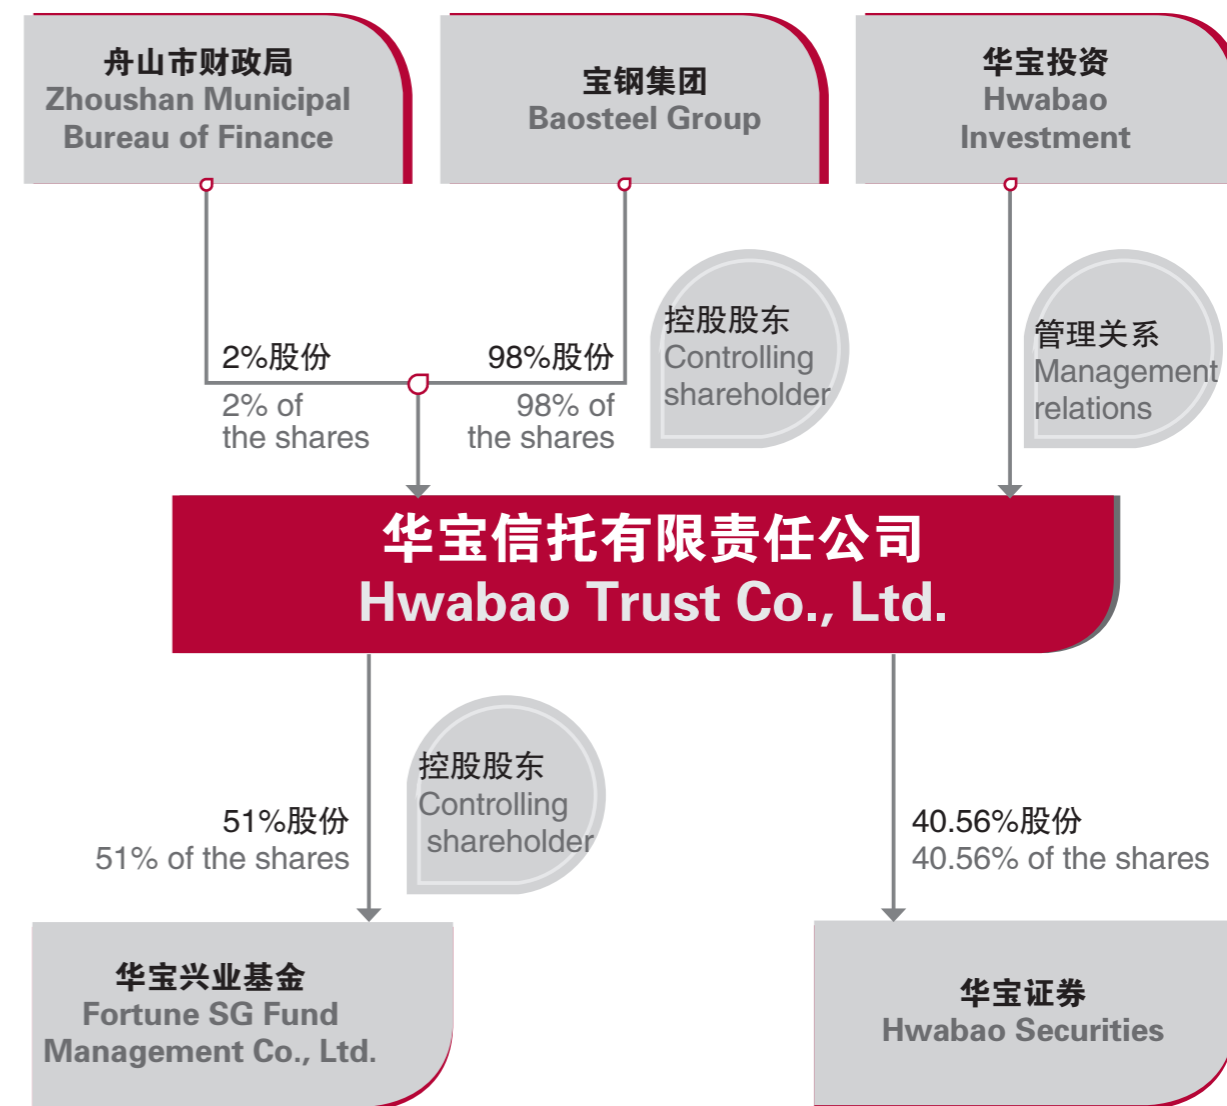 舟山市财政局
Zhoushan Municipal
Bureau of Finance
宝钢集团
Baosteel Group
华宝投资
Hwabao
Investment
2%股份
2% of
the shares
98%股份
98% of
the shares
控股股东
Controlling
shareholder
管理关系
Management
relations
华宝信托有限责任公司
Hwabao Trust Co., Ltd.
51%股份
51% of the shares
控股股东
Controlling
shareholder
40.56%股份
40.56% of the shares
华宝兴业基金
Fortune SG Fund
Management Co., Ltd.
华宝证券
Hwabao Securities